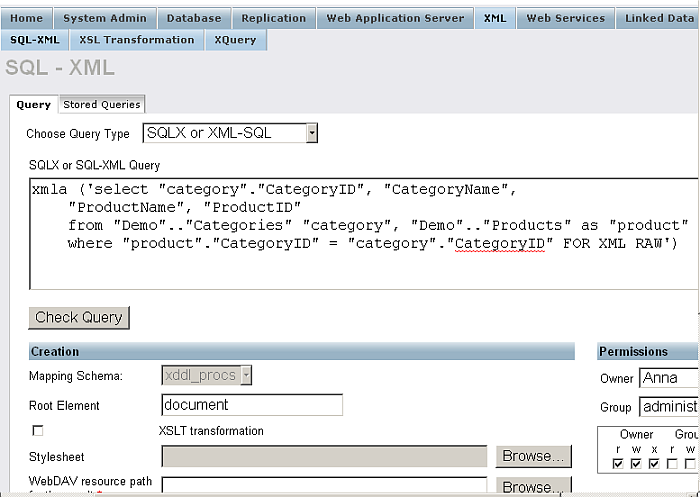 Home System Admin Database Replication Web Application Server XML Web Services Linked Data
SQL-XML XSL Transformation XQuery
SQL - XML
Query Stored Queries
Choose Query Type SQLX or XML-SQL
SQLX or SQL-XML Query
xmla ('select "category"."CategoryID", "CategoryName",
"ProductName", "ProductID"
from "Demo".."Categories" "category", "Demo".."Products" as "product"
where "product"."CategoryID" = "category"."CategoryID" FOR XML RAW')
Check Query
Creation Permissions
Mapping Schema: xddl_procs Owner Anna
Root Element document Group administ
XSLT transformation Owner Grou
r w x r w
Stylesheet Browse...
WebDAV resource path Browse...